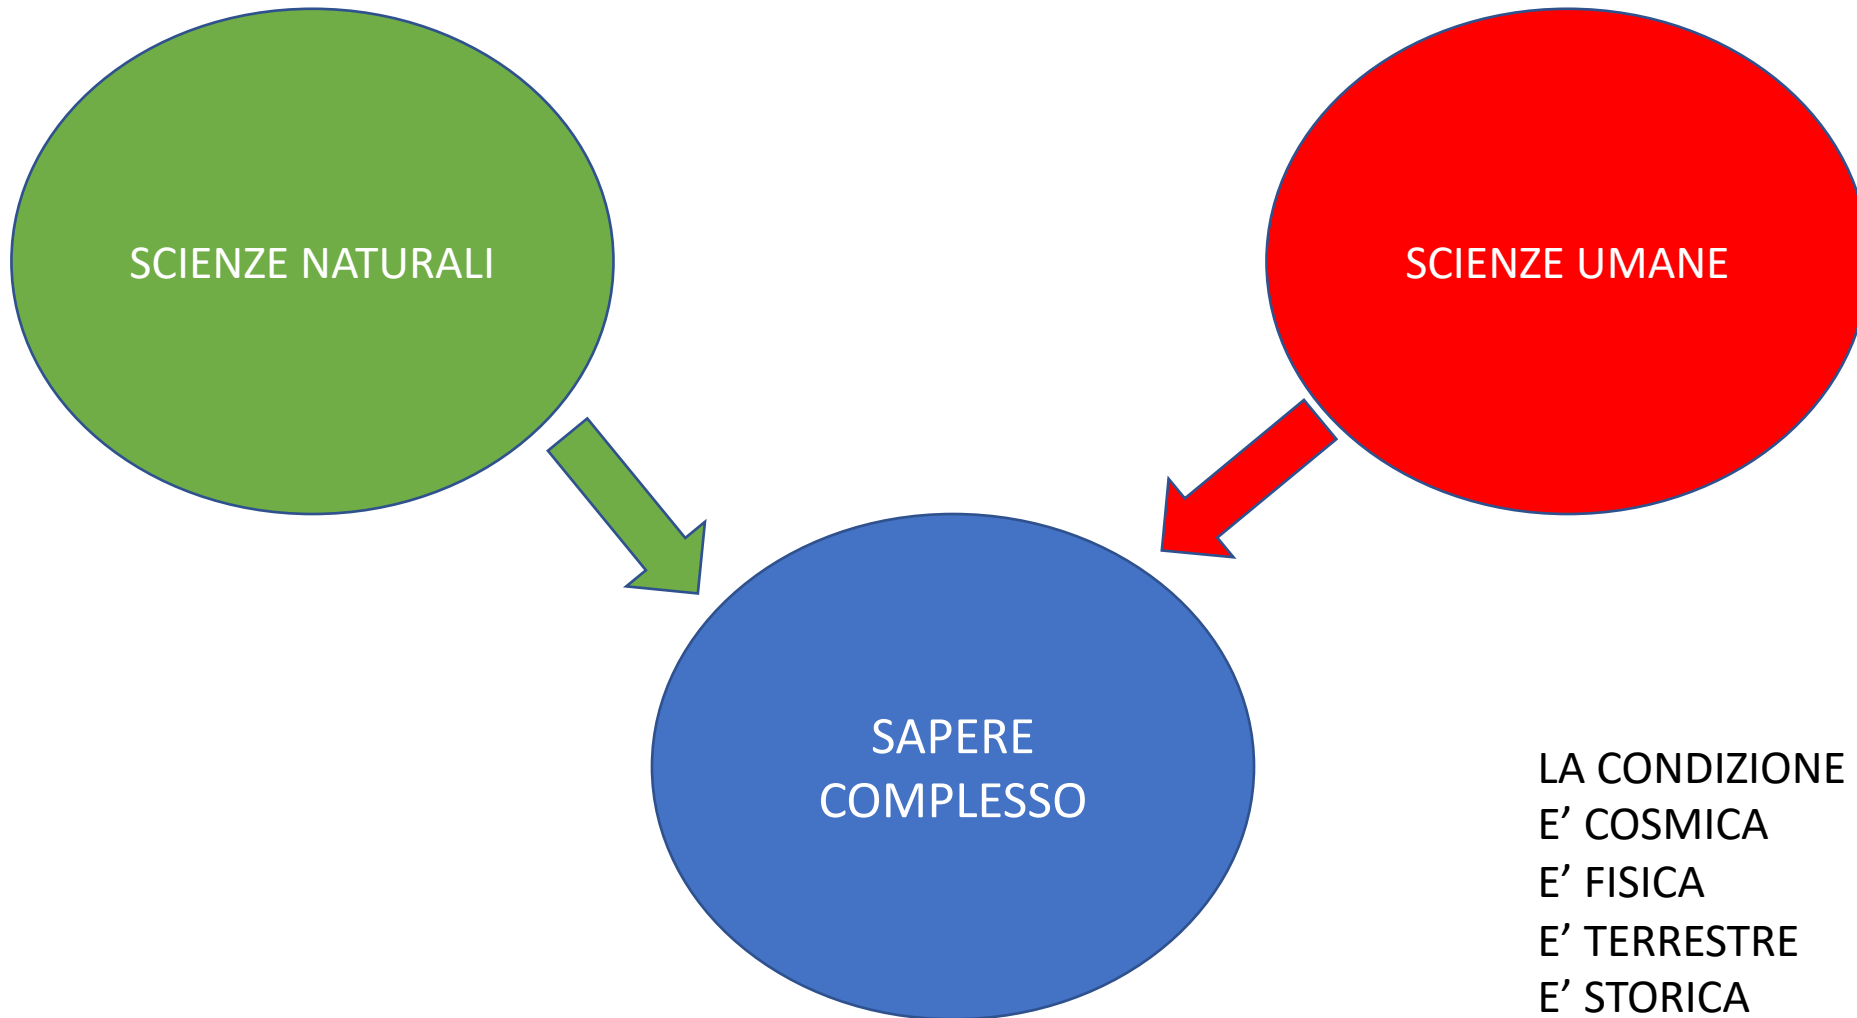 SCIENZE NATURALI
SCIENZE UMANE
SAPERE
COMPLESSO
LA CONDIZIONE
E’ COSMICA
E’ FISICA
E’ TERRESTRE
E’ STORICA